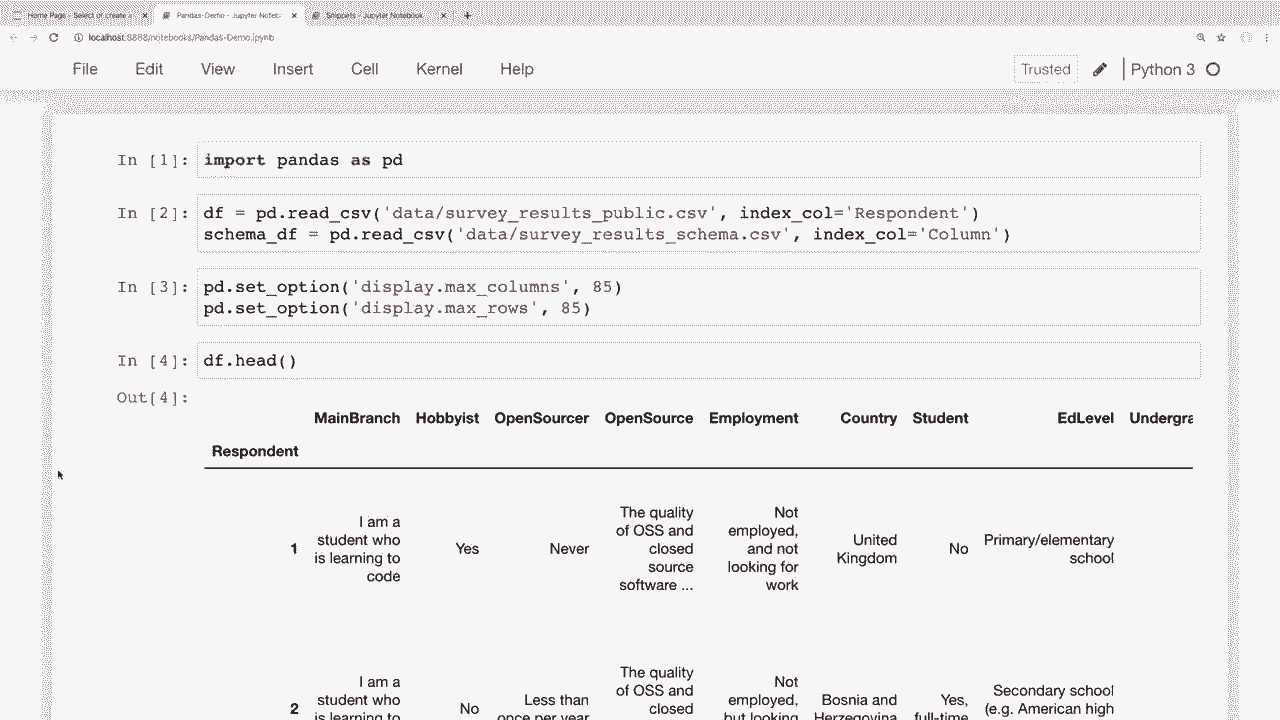 Home Page - Select or create a
Pandas-Demo - Jupyter Noteb
Snippets - Jupyter Notebook
localhost:8888/notebooks/Pandas-Demo.ipynb
File Edit View Insert Cell Kernel Help Trusted Python 3
In [1]: import pandas as pd
In [2]: df = pd.read_csv('data/survey_results_public.csv', index_col='Respondent')
schema_df = pd.read_csv('data/survey_results_schema.csv', index_col='Column')
In [3]: pd.set_option('display.max_columns', 85)
pd.set_option('display.max_rows', 85)
In [4]: df.head()
Out[4]:
MainBranch Hobbyist OpenSourcer OpenSource Employment Country Student EdLevel Undergra
Respondent
1
I am a
student who
is learning to
code
Yes
Never
The quality
of OSS and
closed
source
software ...
Not
employed,
and not
looking for
work
United
Kingdom
No
Primary/elementary
school
2
I am a
student who
is learning to
No
Less than
once per year
The quality
of OSS and
closed
Not
employed,
but looking
Bosnia and
Herzegovina
Yes,
full-time
Secondary school
(e.g. American high